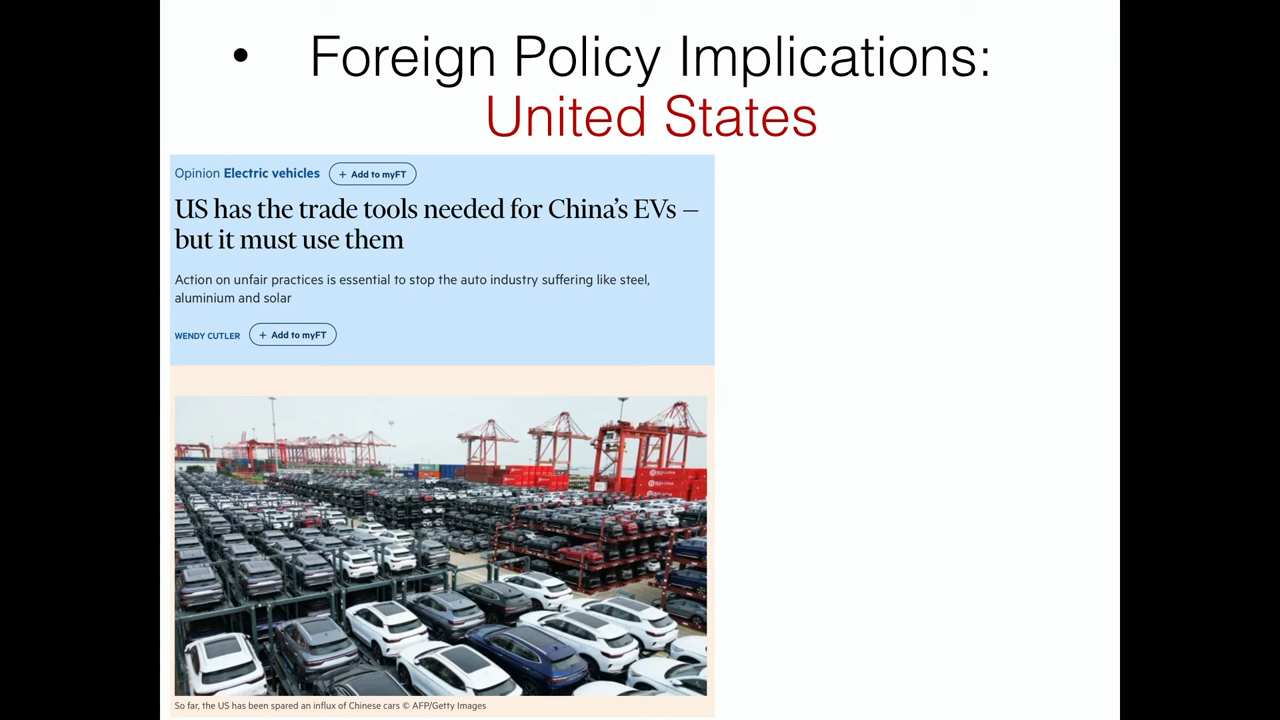 • Foreign Policy Implications:
United States
Opinion Electric vehicles + Add to myFT
US has the trade tools needed for China’s EVs –
but it must use them
Action on unfair practices is essential to stop the auto industry suffering like steel,
aluminium and solar
WENDY CUTLER + Add to myFT
So far, the US has been spared an influx of Chinese cars © AFP/Getty Images